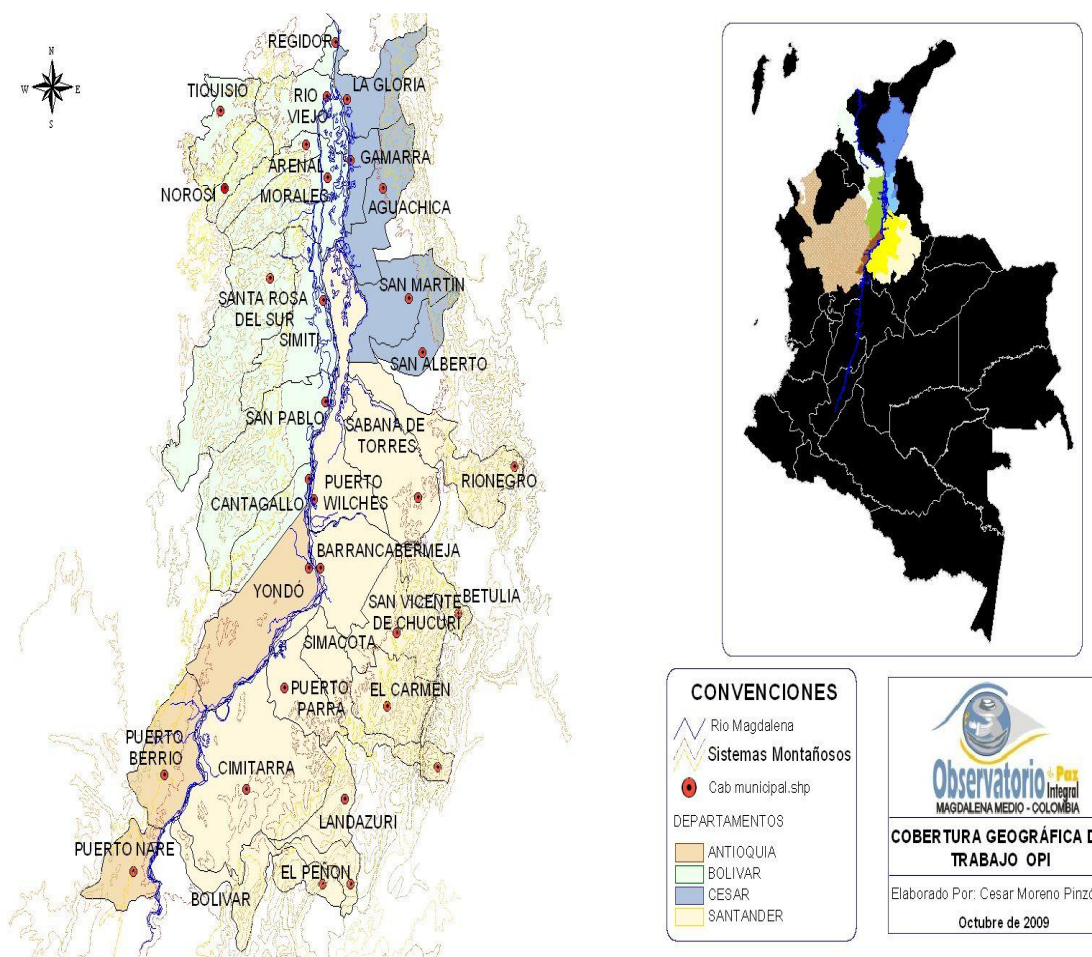 N
W E
S
REGIDOR
TIQUISIO
RIO
VIEJO
LA GLORIA
ARENAL
GAMARRA
NOROSÍ
MORALES
AGUACHICA
SANTA ROSA
DEL SUR
SIMITI
SAN MARTIN
SAN ALBERTO
SAN PABLO
SABANA DE
TORRES
CANTAGALLO
PUERTO
WILCHES
RIONEGRO
BARRANCABERMEJA
YONDÓ
SAN VICENTE
DE CHUCURÍ
BETULIA
SIMACOTA
PUERTO
PARRA
EL CARMEN
PUERTO
BERRIO
CIMITARRA
LANDAZURI
PUERTO NARE
BOLIVAR
EL PEÑON
CONVENCIONES
Rio Magdalena
Sistemas Montañosos
Cab municipal.shp
DEPARTAMENTOS
ANTIOQUIA
BOLIVAR
CESAR
SANTANDER
Observatorio de Paz
Integral
MAGDALENA MEDIO - COLOMBIA
COBERTURA GEOGRÁFICA D
TRABAJO OPI
Elaborado Por: Cesar Moreno Pinzó
Octubre de 2009